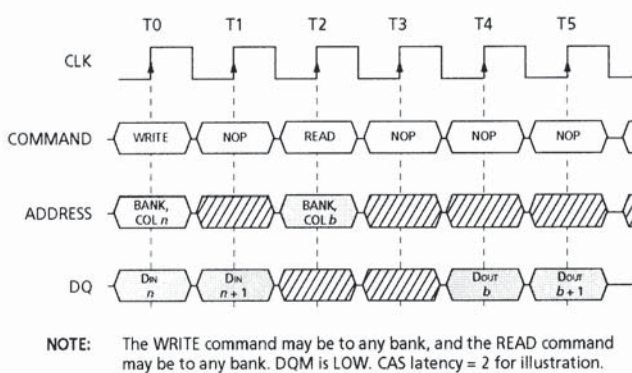 T0 T1 T2 T3 T4 T5
CLK
COMMAND WRITE NOP READ NOP NOP NOP
ADDRESS BANK, COL n BANK, COL b
DQ DIN n DIN n + 1 DOUT b DOUT b + 1
NOTE: The WRITE command may be to any bank, and the READ command
may be to any bank. DQM is LOW. CAS latency = 2 for illustration.